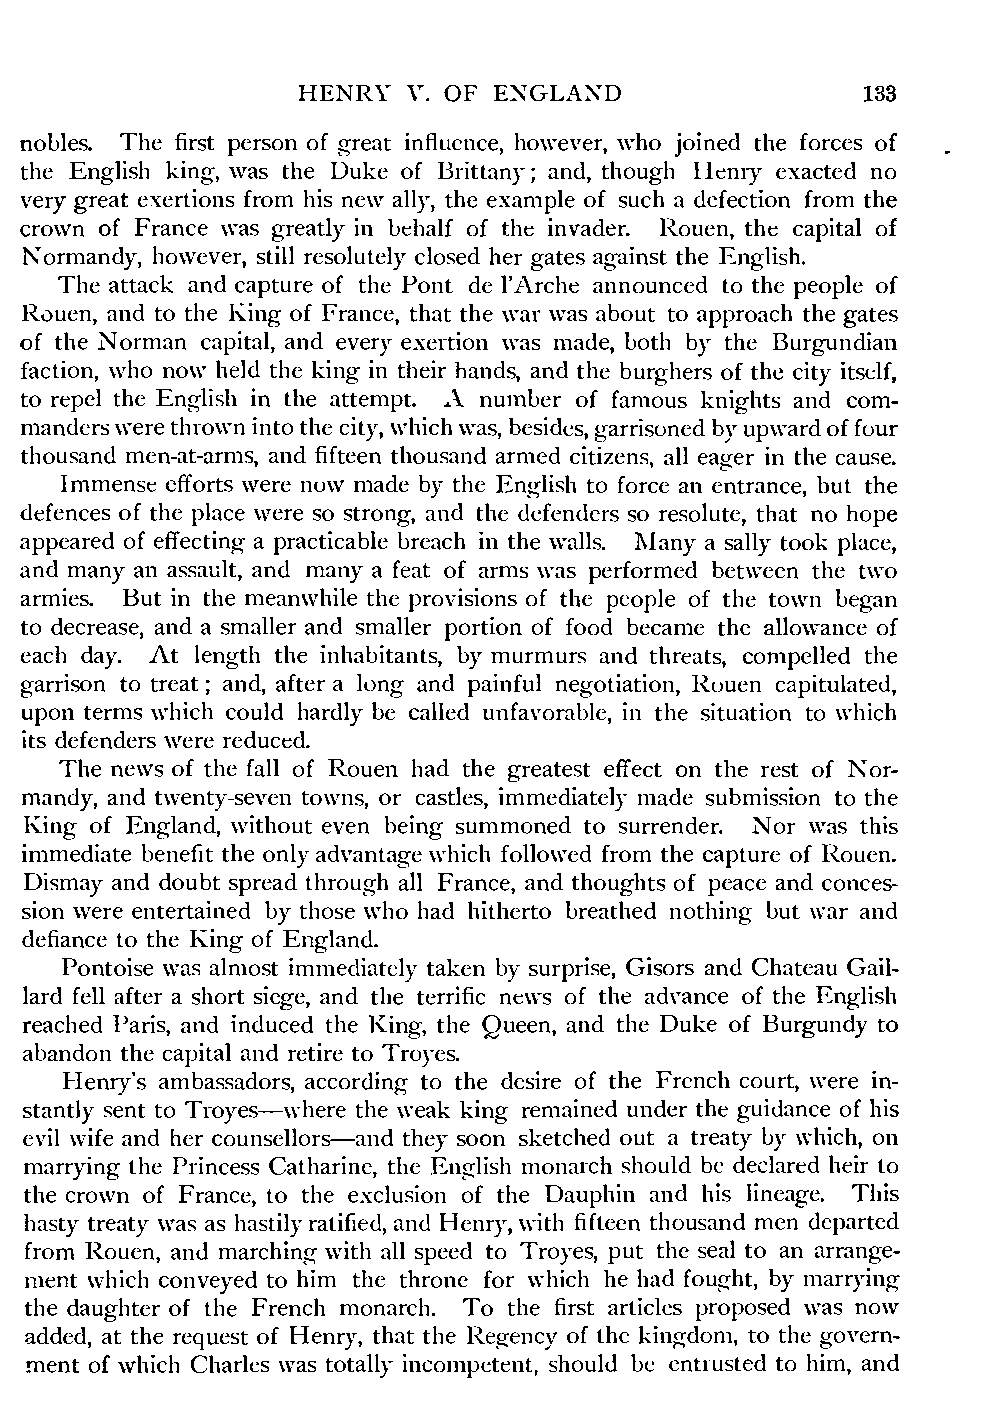 HENRY V. OF ENGLAND 133
nobles. The first person of great influence, however, who joined the forces of
the English king, was the Duke of Brittany; and, though Henry exacted no
very great exertions from his new ally, the example of such a defection from the
crown of France was greatly in behalf of the invader. Rouen, the capital of
Normandy, however, still resolutely closed her gates against the English.
The attack and capture of the Pont de l'Arche announced to the people of
Rouen, and to the King of France, that the war was about to approach the gates
of the Norman capital, and every exertion was made, both by the Burgundian
faction, who now held the king in their hands, and the burghers of the city itself,
to repel the English in the attempt. A number of famous knights and com-
manders were thrown into the city, which was, besides, garrisoned by upward of four
thousand men-at-arms, and fifteen thousand armed citizens, all eager in the cause.
Immense efforts were now made by the English to force an entrance, but the
defences of the place were so strong, and the defenders so resolute, that no hope
appeared of effecting a practicable breach in the walls. Many a sally took place,
and many an assault, and many a feat of arms was performed between the two
armies. But in the meanwhile the provisions of the people of the town began
to decrease, and a smaller and smaller portion of food became the allowance of
each day. At length the inhabitants, by murmurs and threats, compelled the
garrison to treat; and, after a long and painful negotiation, Rouen capitulated,
upon terms which could hardly be called unfavorable, in the situation to which
its defenders were reduced.
The news of the fall of Rouen had the greatest effect on the rest of Nor-
mandy, and twenty-seven towns, or castles, immediately made submission to the
King of England, without even being summoned to surrender. Nor was this
immediate benefit the only advantage which followed from the capture of Rouen.
Dismay and doubt spread through all France, and thoughts of peace and conces-
sion were entertained by those who had hitherto breathed nothing but war and
defiance to the King of England.
Pontoise was almost immediately taken by surprise, Gisors and Chateau Gail-
lard fell after a short siege, and the terrific news of the advance of the English
reached Paris, and induced the King, the Queen, and the Duke of Burgundy to
abandon the capital and retire to Troyes.
Henry's ambassadors, according to the desire of the French court, were in-
stantly sent to Troyes—where the weak king remained under the guidance of his
evil wife and her counsellors—and they soon sketched out a treaty by which, on
marrying the Princess Catharine, the English monarch should be declared heir to
the crown of France, to the exclusion of the Dauphin and his lineage. This
hasty treaty was as hastily ratified, and Henry, with fifteen thousand men departed
from Rouen, and marching with all speed to Troyes, put the seal to an arrange-
ment which conveyed to him the throne for which he had fought, by marrying
the daughter of the French monarch. To the first articles proposed was now
added, at the request of Henry, that the Regency of the kingdom, to the govern-
ment of which Charles was totally incompetent, should be entrusted to him, and